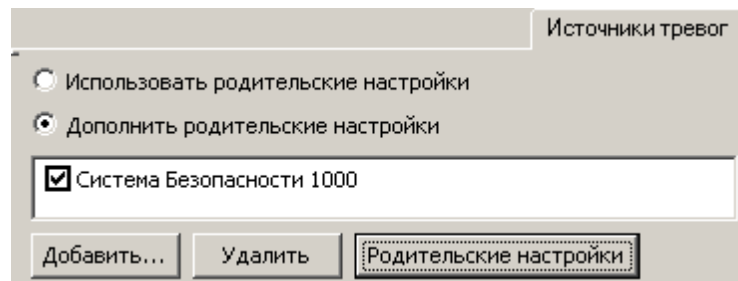 Источники тревог
Использовать родительские настройки
Дополнить родительские настройки
Система Безопасности 1000
Добавить... Удалить Родительские настройки